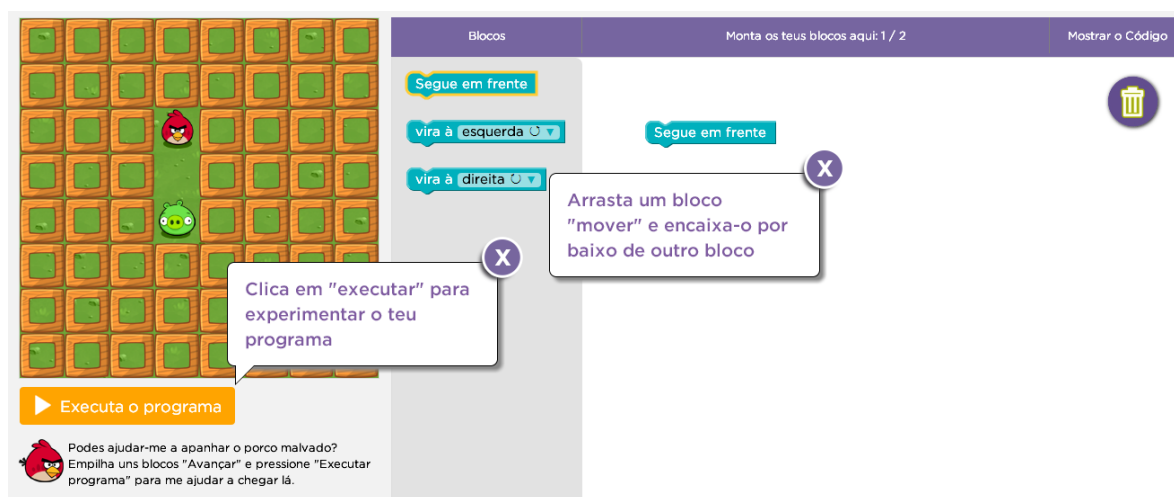 Blocos
Monta os teus blocos aqui: 1 / 2
Mostrar o Código
Segue em frente
vira à esquerda ↺ ▼
vira à direita ↻ ▼
Segue em frente
Arrasta um bloco
"mover" e encaixa-o por
baixo de outro bloco
X
Clica em "executar" para
experimentar o teu
programa
X
Executa o programa
Podes ajudar-me a apanhar o porco malvado?
Empilha uns blocos "Avançar" e pressione "Executar
programa" para me ajudar a chegar lá.